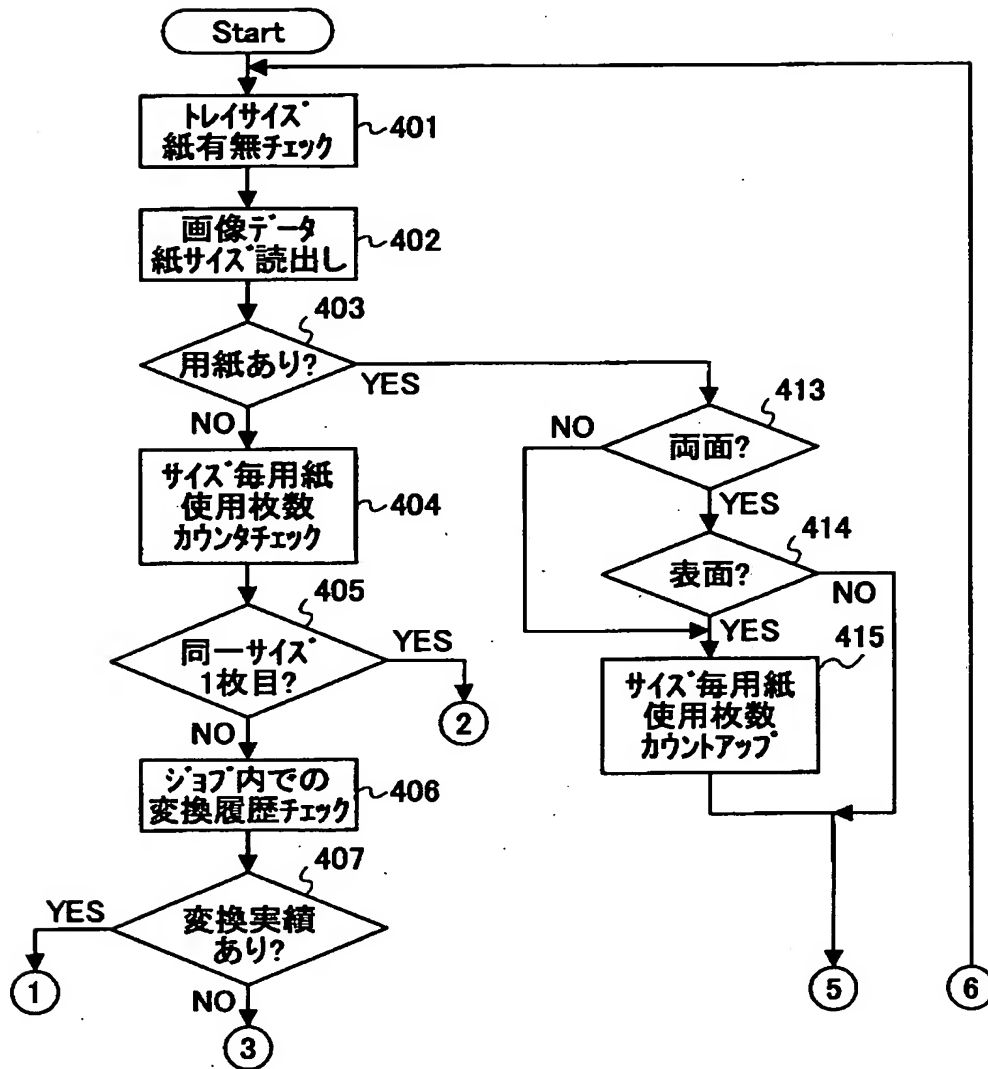 Start
トレイサイズ
紙有無チェック
401
画像データ
紙サイズ読出し
402
403
用紙あり?
YES
NO
サイズ毎用紙
使用枚数
カウンタチェック
404
405
同一サイズ
1枚目?
YES
2
NO
ジョブ内での
変換履歴チェック
406
407
変換実績
あり?
YES
1
NO
3
413
両面?
NO
YES
414
表面?
NO
YES
415
サイズ毎用紙
使用枚数
カウントアップ
5
6